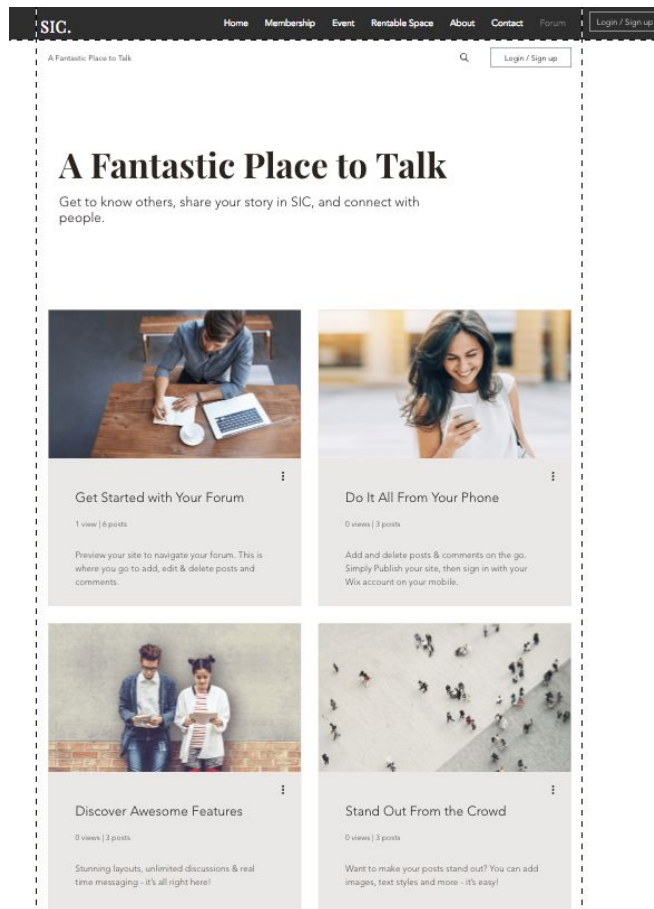 SIC.
Home Membership Event Rentable Space About Contact Forum
Login / Sign up
A Fantastic Place to Talk
Login / Sign up
A Fantastic Place to Talk
Get to know others, share your story in SIC, and connect with
people.
Get Started with Your Forum
1 view | 6 posts
Preview your site to navigate your forum. This is
where you go to add, edit & delete posts and
comments.
Do It All From Your Phone
0 views | 3 posts
Add and delete posts & comments on the go.
Simply Publish your site, then sign in with your
Wix account on your mobile.
Discover Awesome Features
0 views | 3 posts
Stunning layouts, unlimited discussions & real
time messaging - it's all right here!
Stand Out From the Crowd
0 views | 3 posts
Want to make your posts stand out? You can add
images, text styles and more - it's easy!